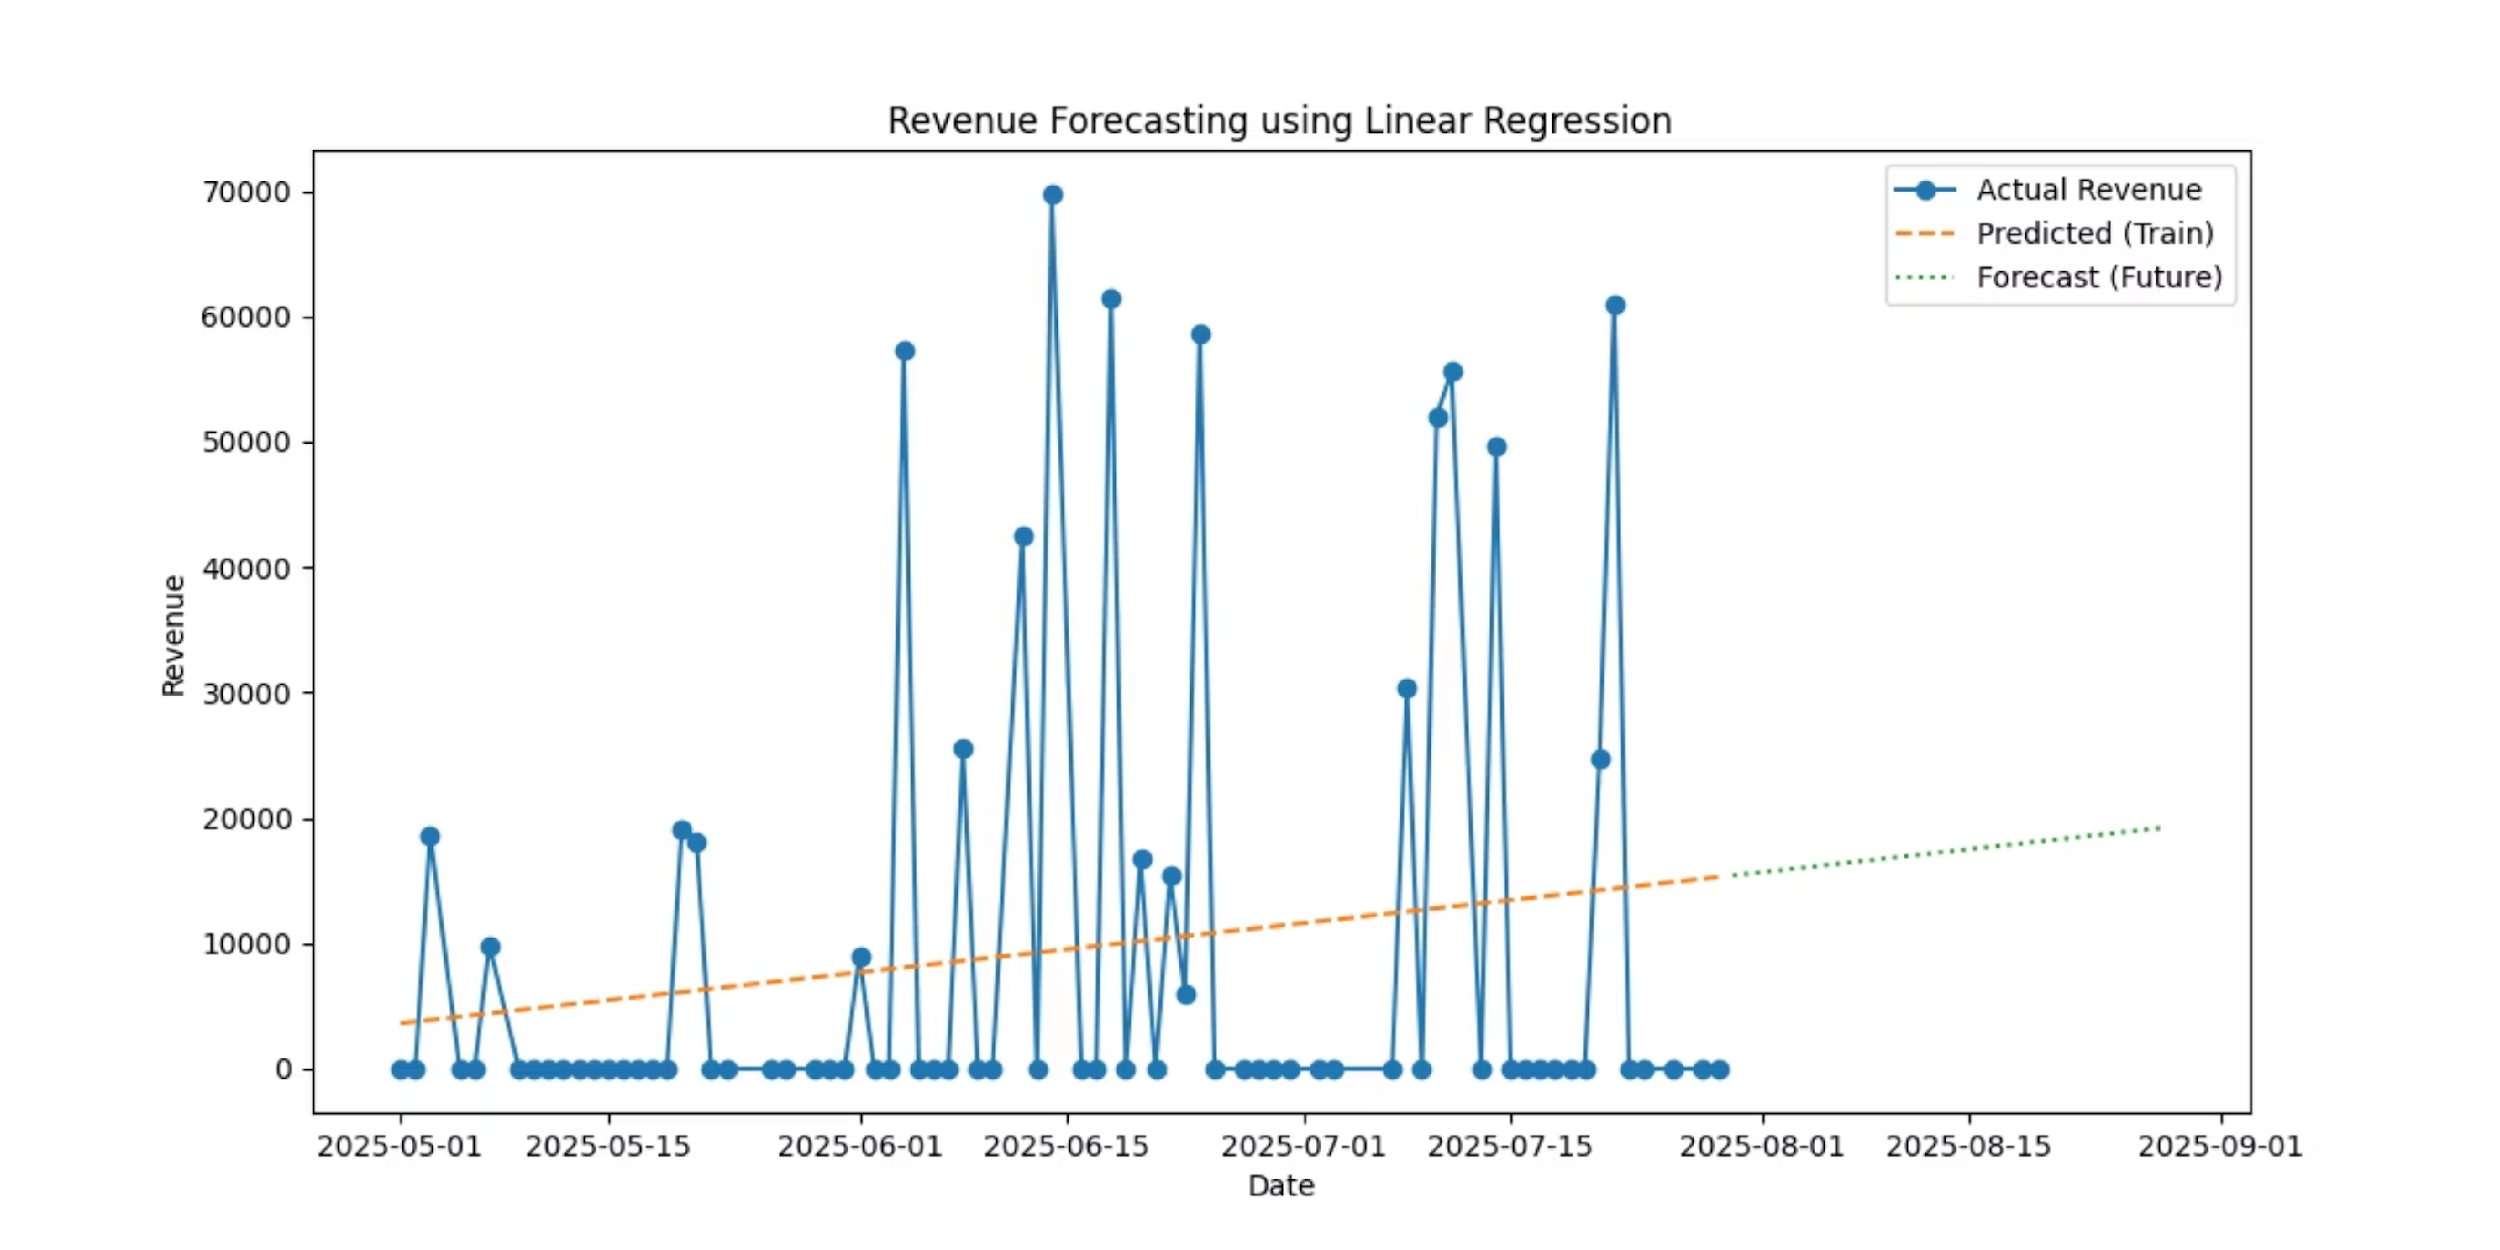 Revenue Forecasting using Linear Regression
Actual Revenue
Predicted (Train)
Forecast (Future)
70000
60000
50000
40000
30000
20000
10000
0
Revenue
2025-05-01 2025-05-15 2025-06-01 2025-06-15 2025-07-01 2025-07-15 2025-08-01 2025-08-15 2025-09-01
Date